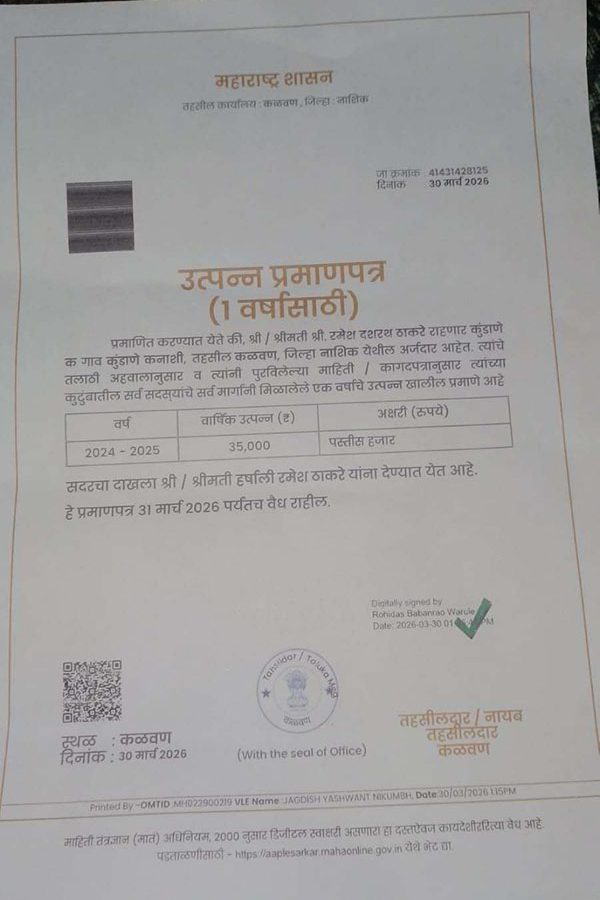 महाराष्ट्र शासन
तहसील कार्यालय : कळवण , जिल्हा : नाशिक
जा क्रमांक 41431428125
दिनांक 30 मार्च 2026
उत्पन्न प्रमाणपत्र
(1 वर्षासाठी)
प्रमाणित करण्यात येते की, श्री / श्रीमती श्री. रमेश दशरथ ठाकरे राहणार कुंडाणे
क गाव कुंडाणे कनाशी, तहसील कळवण, जिल्हा नाशिक येथील अर्जदार आहेत. त्यांचे
तलाठी अहवालानुसार व त्यांनी पुरविलेल्या माहिती / कागदपत्रानुसार त्यांच्या
कुटुंबातील सर्व सदस्यांचे सर्व मार्गानी मिळालेले एक वर्षाचे उत्पन्न खालील प्रमाणे आहे
वर्ष वार्षिक उत्पन्न (₹) अक्षरी (रुपये)
2024 - 2025 35,000 पस्तीस हजार
सदरचा दाखला श्री / श्रीमती हर्षाली रमेश ठाकरे यांना देण्यात येत आहे.
हे प्रमाणपत्र 31 मार्च 2026 पर्यंतच वैध राहील.
Digitally signed by
Rohidas Babanrao Warule
Date: 2026-03-30 PM
Tahsildar / Taluka
कळवण
स्थळ : कळवण
दिनांक : 30 मार्च 2026
(With the seal of Office)
तहसीलदार / नायब
तहसीलदार
कळवण
Printed By -OMTID :MH022900219 VLE Name :JAGDISH YASHWANT NIKUMBH, Date:30/03/2026 1:15PM
माहिती तंत्रज्ञान (मातं) अधिनियम, 2000 नुसार डिजीटल स्वाक्षरी असणारा हा दस्तऐवज कायदेशीररित्या वैध आहे.
पडताळणीसाठी - https://aaplesarkar.mahaonline.gov.in येथे भेट द्या.